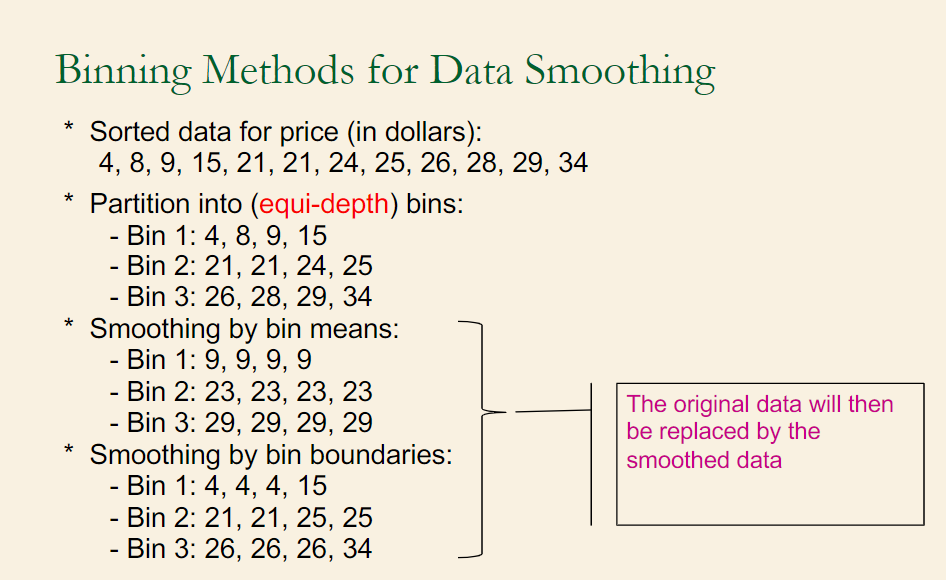 Binning Methods for Data Smoothing
* Sorted data for price (in dollars):
4, 8, 9, 15, 21, 21, 24, 25, 26, 28, 29, 34
* Partition into (equi-depth) bins:
- Bin 1: 4, 8, 9, 15
- Bin 2: 21, 21, 24, 25
- Bin 3: 26, 28, 29, 34
* Smoothing by bin means:
- Bin 1: 9, 9, 9, 9
- Bin 2: 23, 23, 23, 23
- Bin 3: 29, 29, 29, 29
* Smoothing by bin boundaries:
- Bin 1: 4, 4, 4, 15
- Bin 2: 21, 21, 25, 25
- Bin 3: 26, 26, 26, 34
The original data will then
be replaced by the
smoothed data